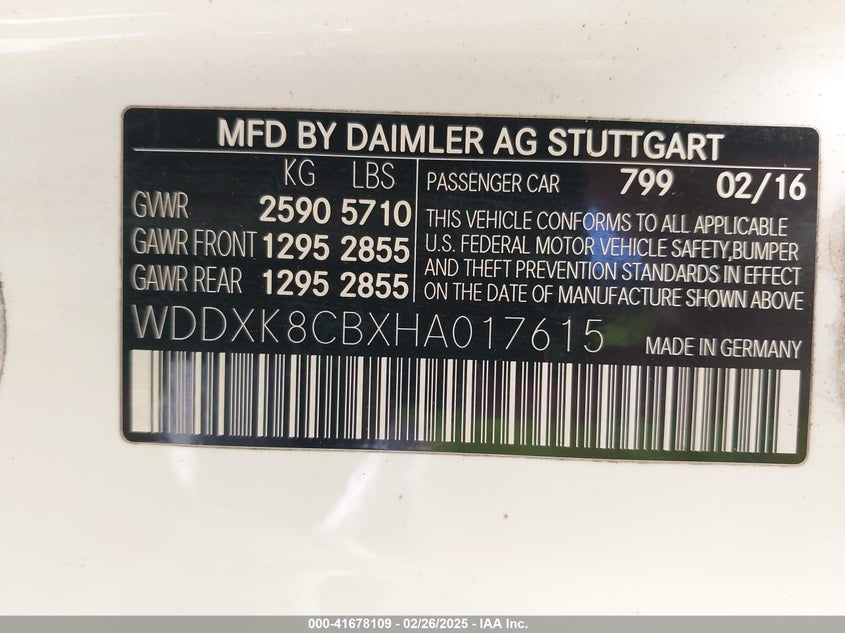 MFD BY DAIMLER AG STUTTGART
KG LBS
GVWR 2590 5710
GAWR FRONT 1295 2855
GAWR REAR 1295 2855
PASSENGER CAR 799 02/16
THIS VEHICLE CONFORMS TO ALL APPLICABLE
U.S. FEDERAL MOTOR VEHICLE SAFETY,BUMPER
AND THEFT PREVENTION STANDARDS IN EFFECT
ON THE DATE OF MANUFACTURE SHOWN ABOVE
WDDXK8CBXHA017615
MADE IN GERMANY
000-41678109 - 02/26/2025 - IAA Inc.